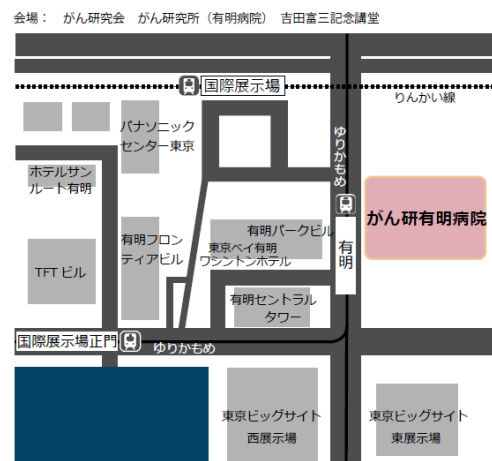 会場： がん研究会 がん研究所（有明病院） 吉田富三記念講堂
国際展示場
りんかい線
パナソニック
センター東京
ゆりかもめ
ホテルサン
ルート有明
がん研有明病院
有明パークビル
有明フロン
ティアビル
東京ベイ有明
ワシントンホテル
有明
TFT ビル
有明セントラル
タワー
国際展示場正門
ゆりかもめ
東京ビッグサイト
西展示場
東京ビッグサイト
東展示場